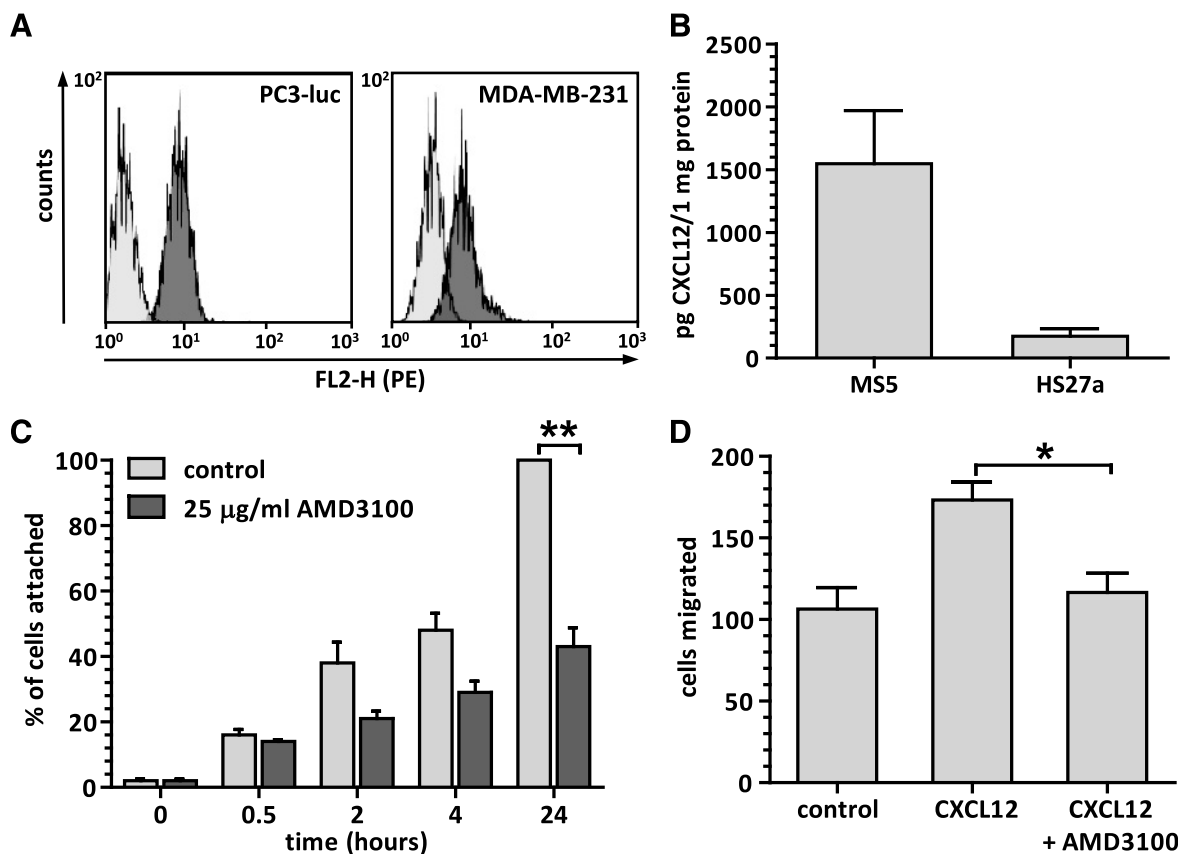 A
10²
PC3-luc
10⁰ 10¹ 10² 10³
10²
MDA-MB-231
10⁰ 10¹ 10² 10³
counts
FL2-H (PE)
B
pg CXCL12/1 mg protein
2500
2000
1500
1000
500
0
MS5 HS27a
C
% of cells attached
100
80
60
40
20
0
control
25 µg/ml AMD3100
**
0 0.5 2 4 24
time (hours)
D
cells migrated
200
150
100
50
0
*
control CXCL12 CXCL12
+ AMD3100